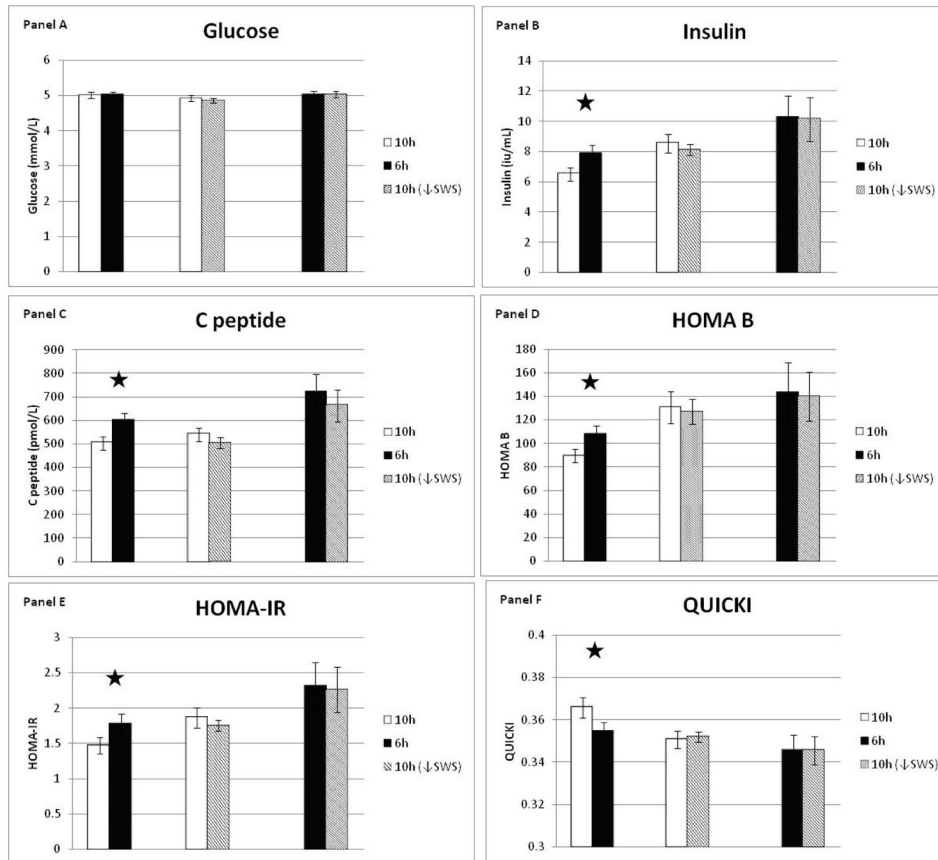 Panel A
Glucose
Glucose (mmol/L)
6
5
4
3
2
1
0
10h
6h
10h (↓SWS)
Panel B
Insulin
Insulin (iu/mL)
14
12
10
8
6
4
2
0
10h
6h
10h (↓SWS)
Panel C
C peptide
C peptide (pmol/L)
900
800
700
600
500
400
300
200
100
0
10h
6h
10h (↓SWS)
Panel D
HOMA B
HOMA B
180
160
140
120
100
80
60
40
20
0
10h
6h
10h (↓SWS)
Panel E
HOMA-IR
HOMA-IR
3
2.5
2
1.5
1
0.5
0
10h
6h
10h (↓SWS)
Panel F
QUICKI
QUICKI
0.4
0.38
0.36
0.34
0.32
0.3
10h
6h
10h (↓SWS)